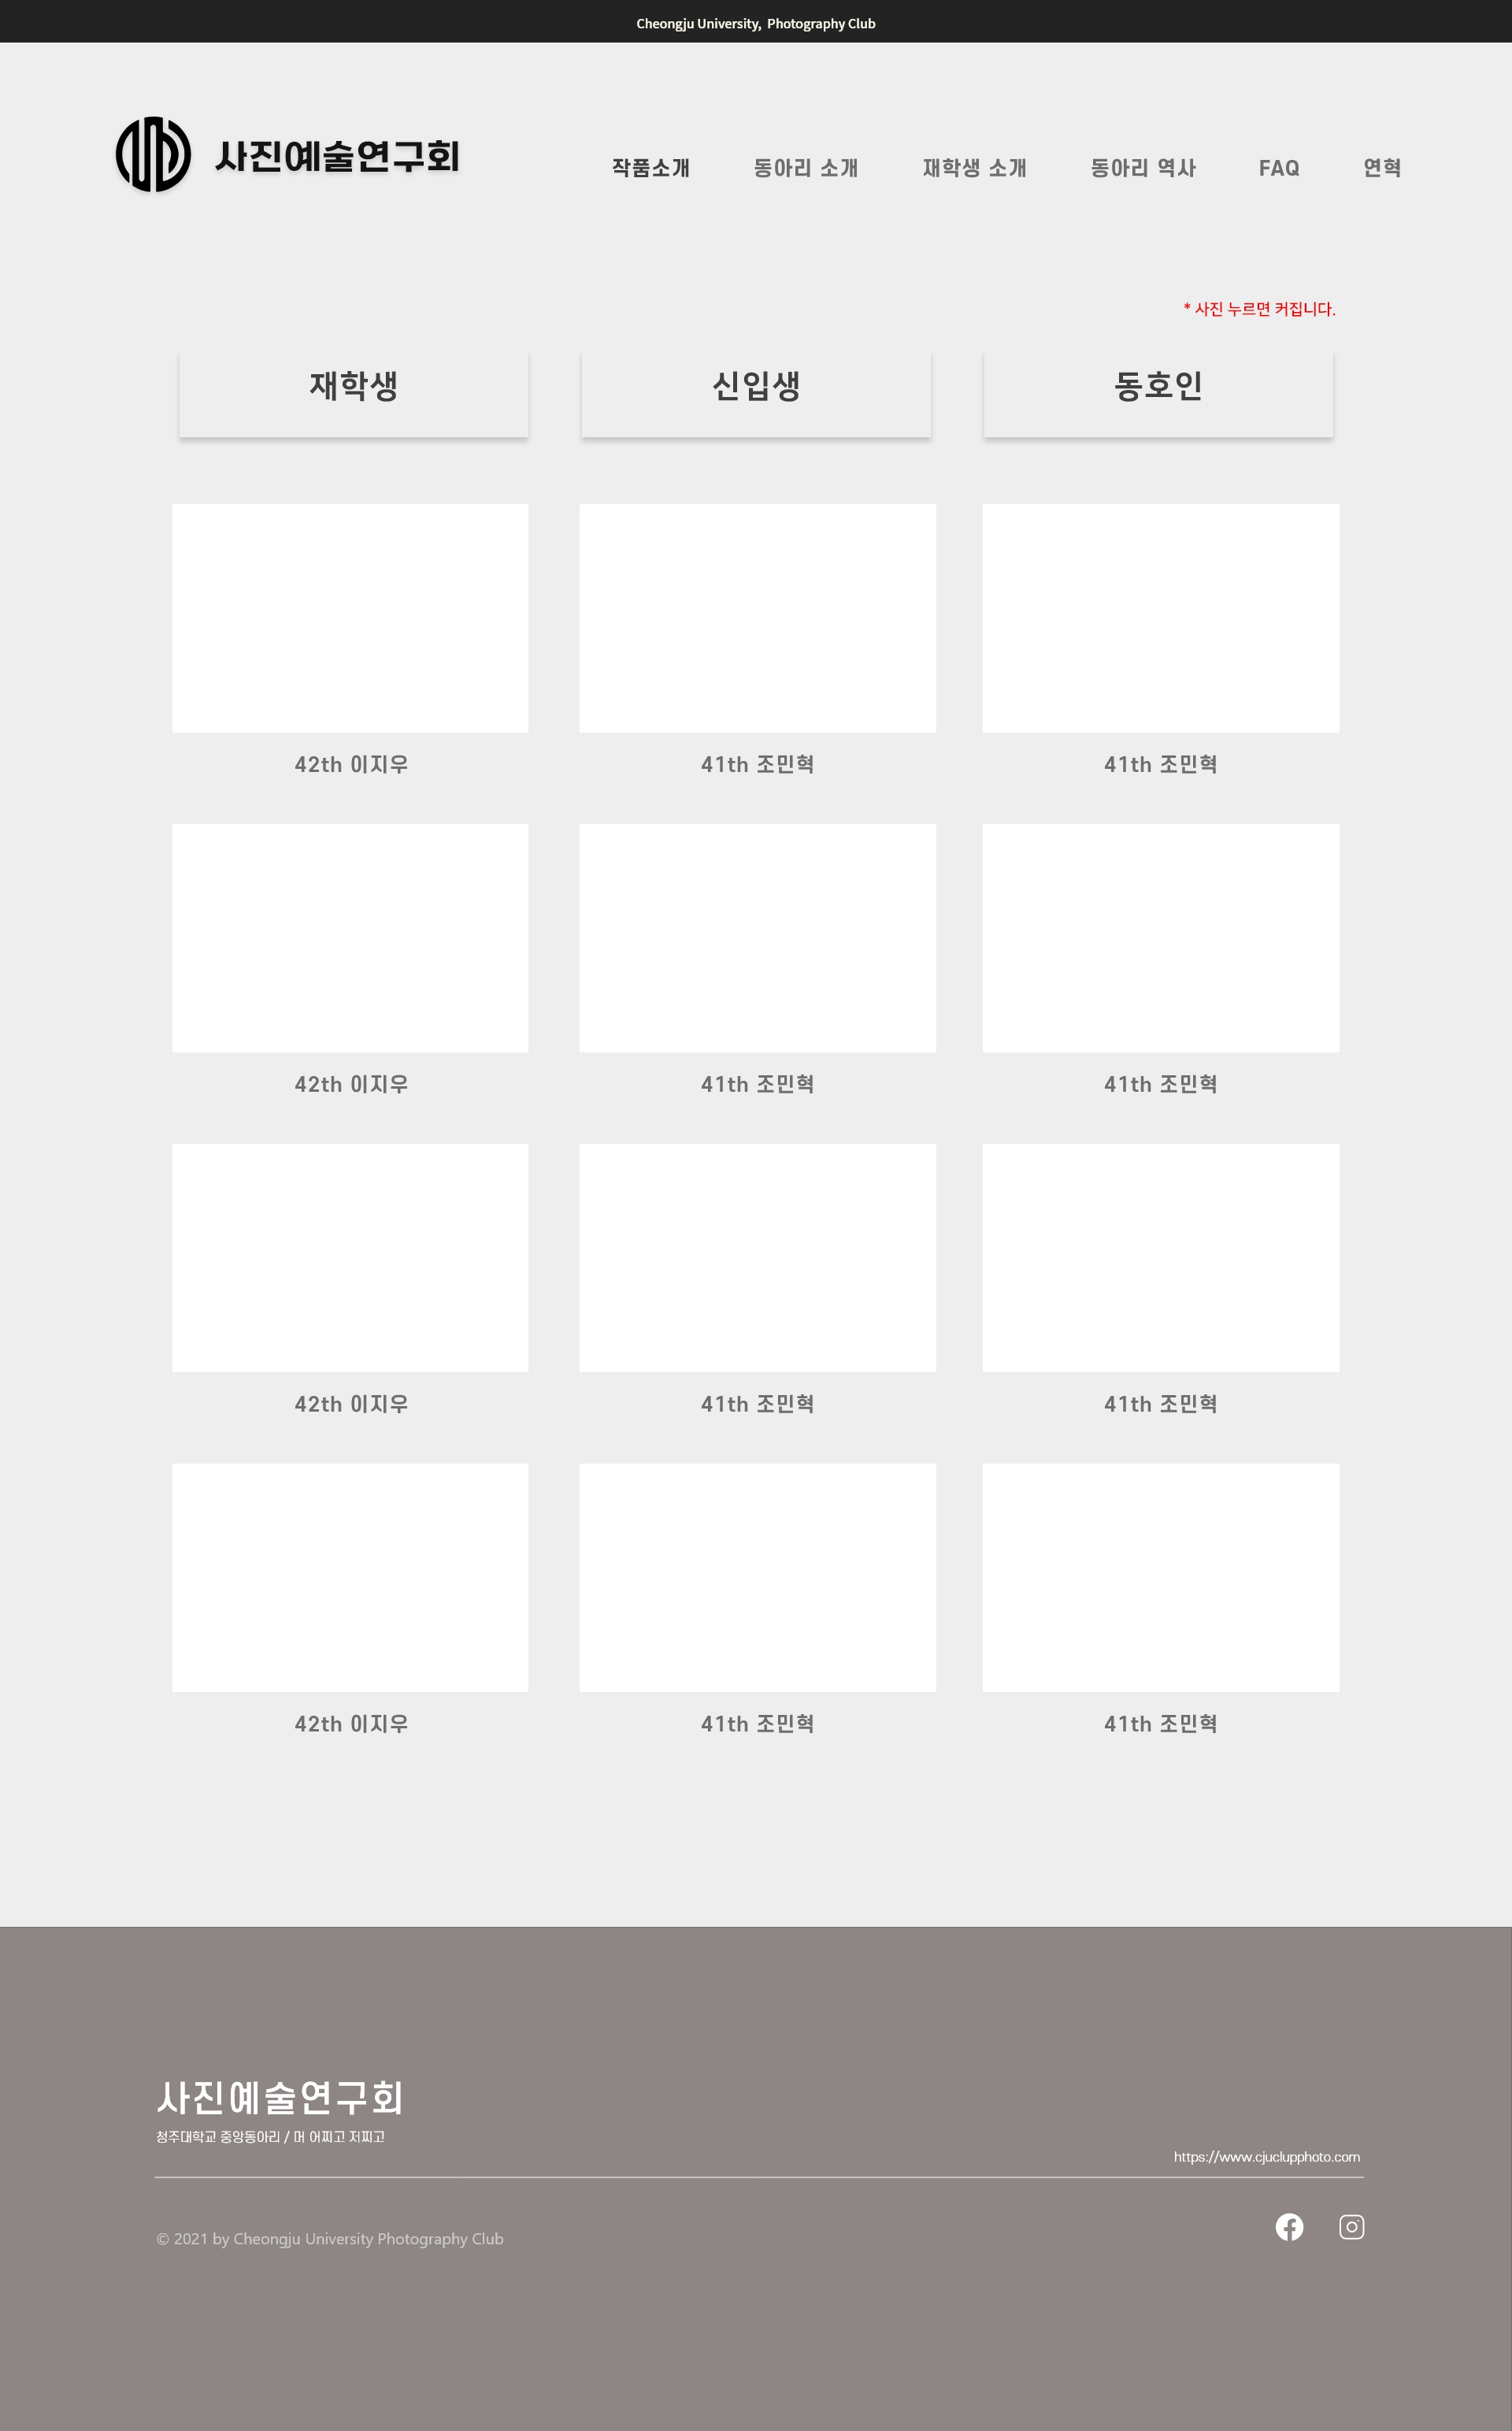 Cheongju University, Photography Club
사진예술연구회
작품소개 동아리 소개 재학생 소개 동아리 역사 FAQ 연혁
* 사진 누르면 커집니다.
재학생 신입생 동호인
42th 이지우 41th 조민혁 41th 조민혁
42th 이지우 41th 조민혁 41th 조민혁
42th 이지우 41th 조민혁 41th 조민혁
42th 이지우 41th 조민혁 41th 조민혁
사진예술연구회
청주대학교 중앙동아리 / 머 어찌고 저찌고
https://www.cjuclupphoto.com
© 2021 by Cheongju University Photography Club